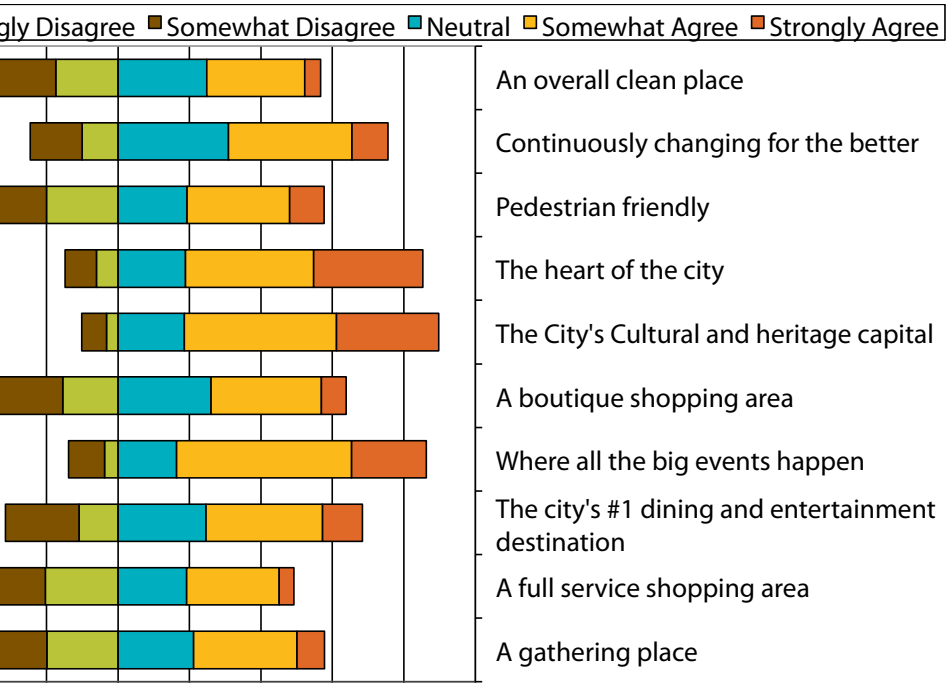 gly Disagree Somewhat Disagree Neutral Somewhat Agree Strongly Agree
An overall clean place
Continuously changing for the better
Pedestrian friendly
The heart of the city
The City's Cultural and heritage capital
A boutique shopping area
Where all the big events happen
The city's #1 dining and entertainment
destination
A full service shopping area
A gathering place